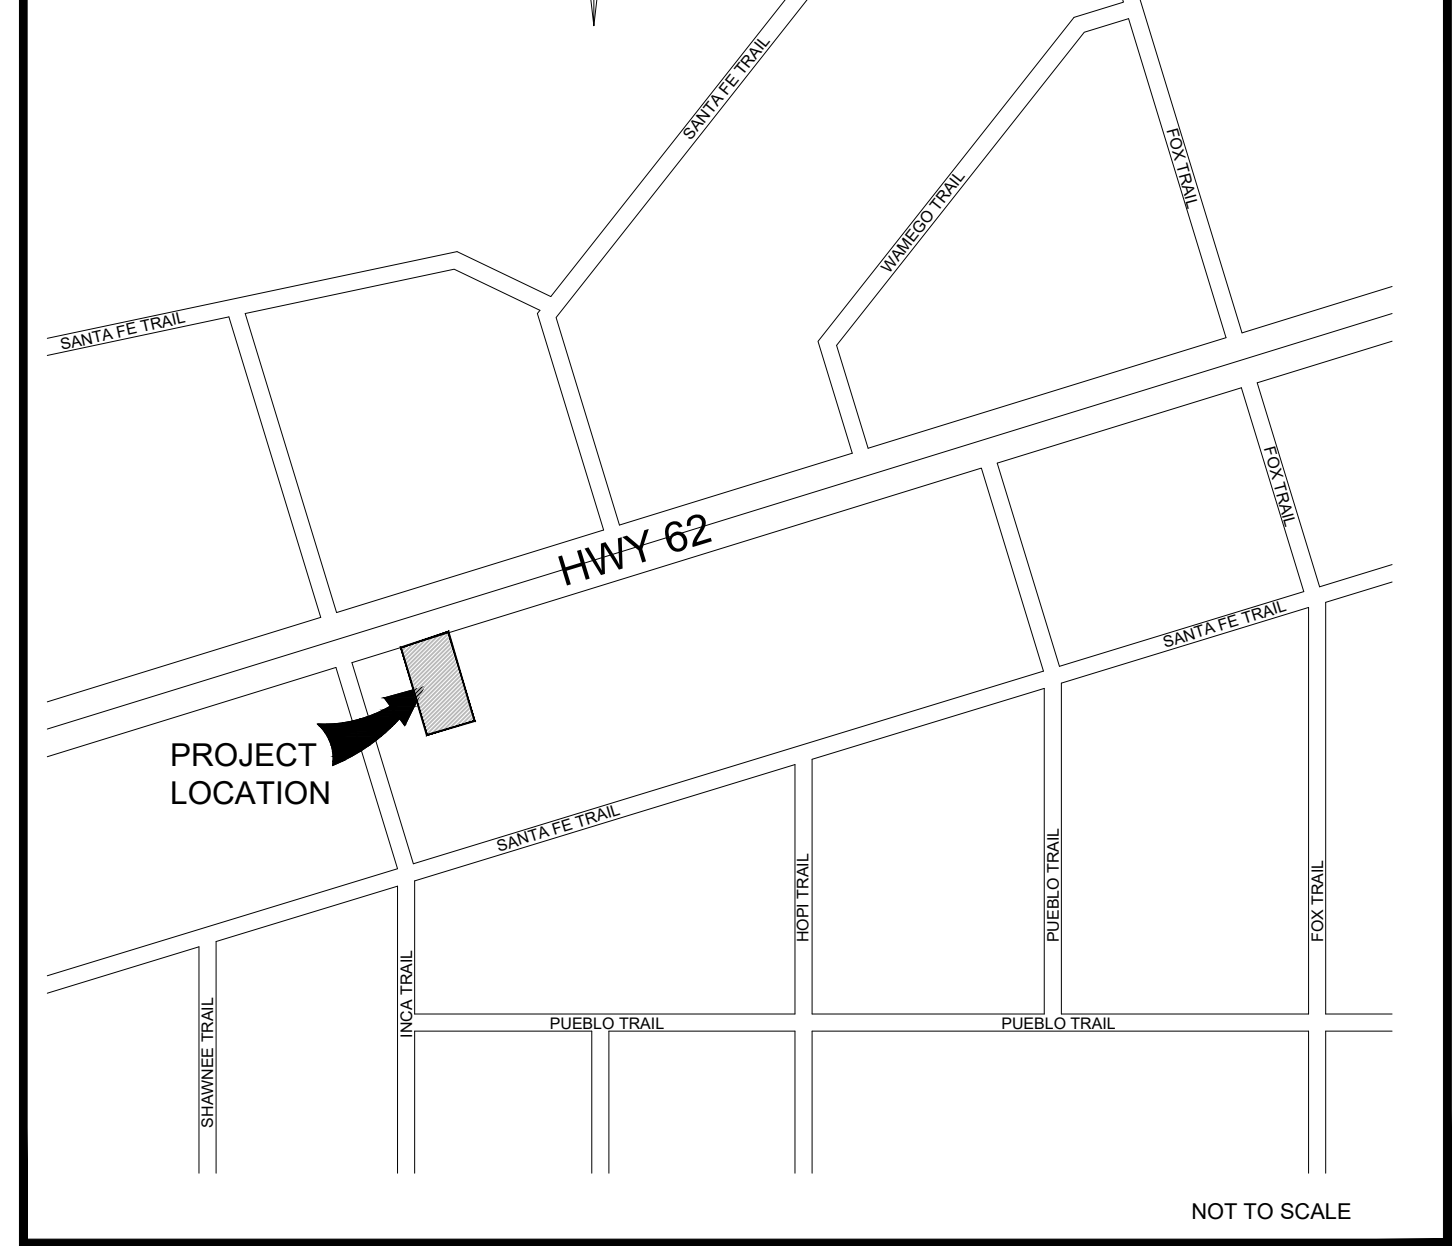 SANTA FE TRAIL
FOX TRAIL
WAMEGO TRAIL
SANTA FE TRAIL
FOX TRAIL
HWY 62
SANTA FE TRAIL
PROJECT
LOCATION
SANTA FE TRAIL
HOPI TRAIL
PUEBLO TRAIL
FOX TRAIL
INCA TRAIL
SHAWNEE TRAIL
PUEBLO TRAIL
PUEBLO TRAIL
NOT TO SCALE